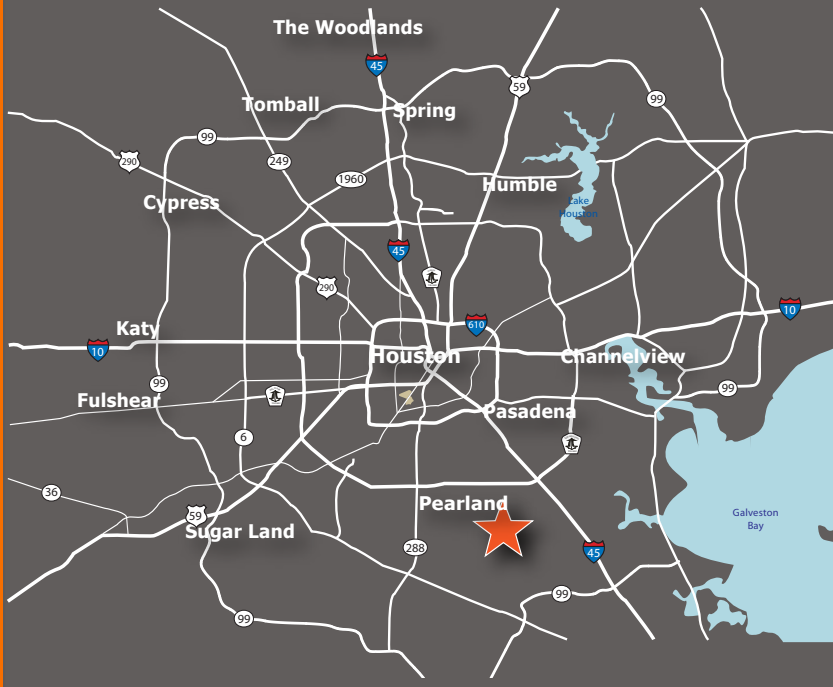 The Woodlands
45
59
99
Tomball
Spring
99
290
249
1960
Humble
Cypress
Lake
Houston
45
290
610
10
Katy
10
Houston
Channelview
99
99
Fulshear
Pasadena
6
36
Pearland
59
Sugar Land
Galveston
Bay
288
45
99
99